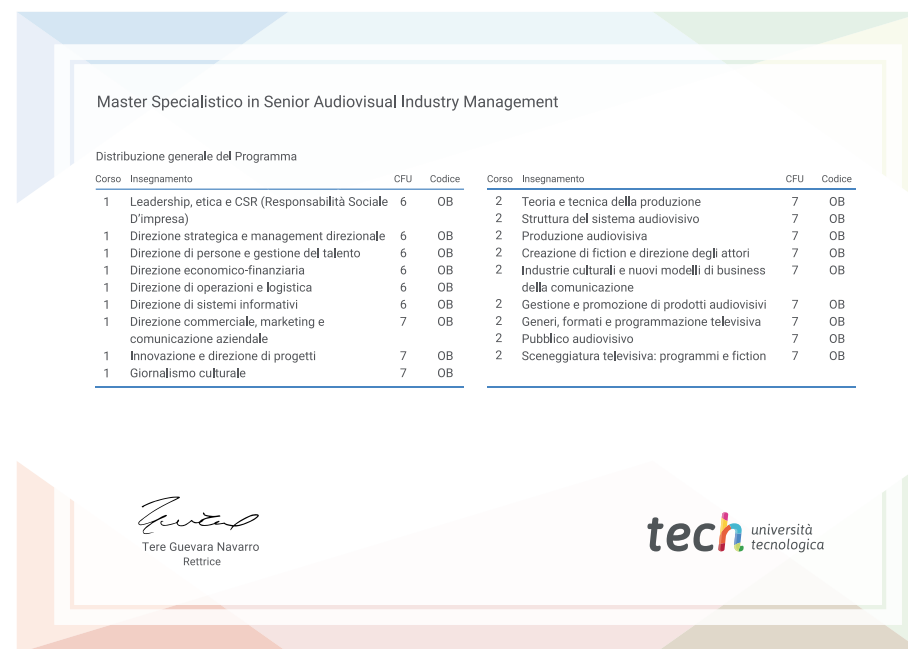 Master Specialistico in Senior Audiovisual Industry Management
Distribuzione generale del Programma
Corso Insegnamento CFU Codice
1 Leadership, etica e CSR (Responsabilità Sociale 6 OB
D'impresa)
1 Direzione strategica e management direzionale 6 OB
1 Direzione di persone e gestione del talento 6 OB
1 Direzione economico-finanziaria 6 OB
1 Direzione di operazioni e logistica 6 OB
1 Direzione di sistemi informativi 6 OB
1 Direzione commerciale, marketing e 7 OB
comunicazione aziendale
1 Innovazione e direzione di progetti 7 OB
1 Giornalismo culturale 7 OB
Corso Insegnamento CFU Codice
2 Teoria e tecnica della produzione 7 OB
2 Struttura del sistema audiovisivo 7 OB
2 Produzione audiovisiva 7 OB
2 Creazione di fiction e direzione degli attori 7 OB
2 Industrie culturali e nuovi modelli di business 7 OB
della comunicazione
2 Gestione e promozione di prodotti audiovisivi 7 OB
2 Generi, formati e programmazione televisiva 7 OB
2 Pubblico audiovisivo 7 OB
2 Sceneggiatura televisiva: programmi e fiction 7 OB
Tere Guevara Navarro
Rettrice
tech università
tecnologica